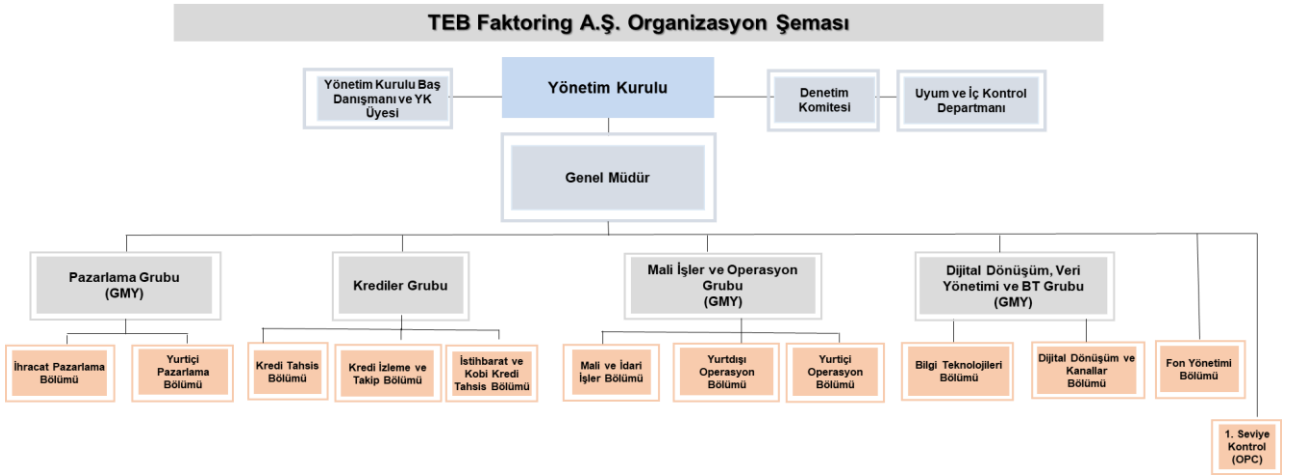 TEB Faktoring A.Ş. Organizasyon Şeması
Yönetim Kurulu Baş
Danışmanı ve YK
Üyesi
Yönetim Kurulu
Denetim
Komitesi
Uyum ve İç Kontrol
Departmanı
Genel Müdür
Pazarlama Grubu
(GMY)
Krediler Grubu
Mali İşler ve Operasyon
Grubu
(GMY)
Dijital Dönüşüm, Veri
Yönetimi ve BT Grubu
(GMY)
İhracat Pazarlama
Bölümü
Yurtiçi
Pazarlama
Bölümü
Kredi Tahsis
Bölümü
Kredi İzleme ve
Takip Bölümü
İstihbarat ve
Kobi Kredi
Tahsis Bölümü
Mali ve İdari
İşler Bölümü
Yurtdışı
Operasyon
Bölümü
Yurtiçi
Operasyon
Bölümü
Bilgi Teknolojileri
Bölümü
Dijital Dönüşüm ve
Kanallar
Bölümü
Fon Yönetimi
Bölümü
1. Seviye
Kontrol
(OPC)